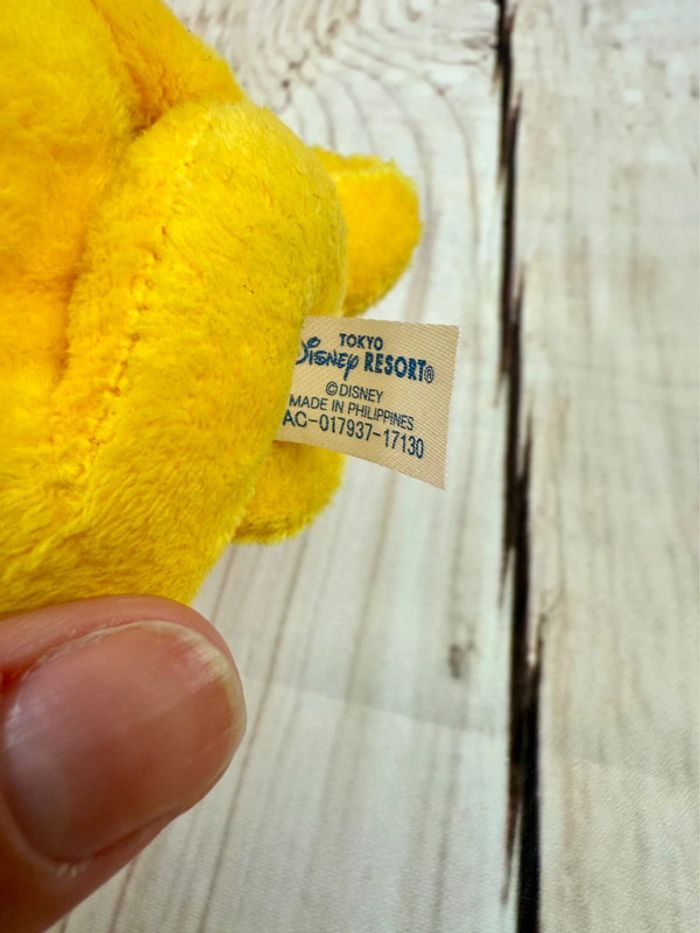 TOKYO
Disney RESORT®
©DISNEY
MADE IN PHILIPPINES
AC-017937-17130